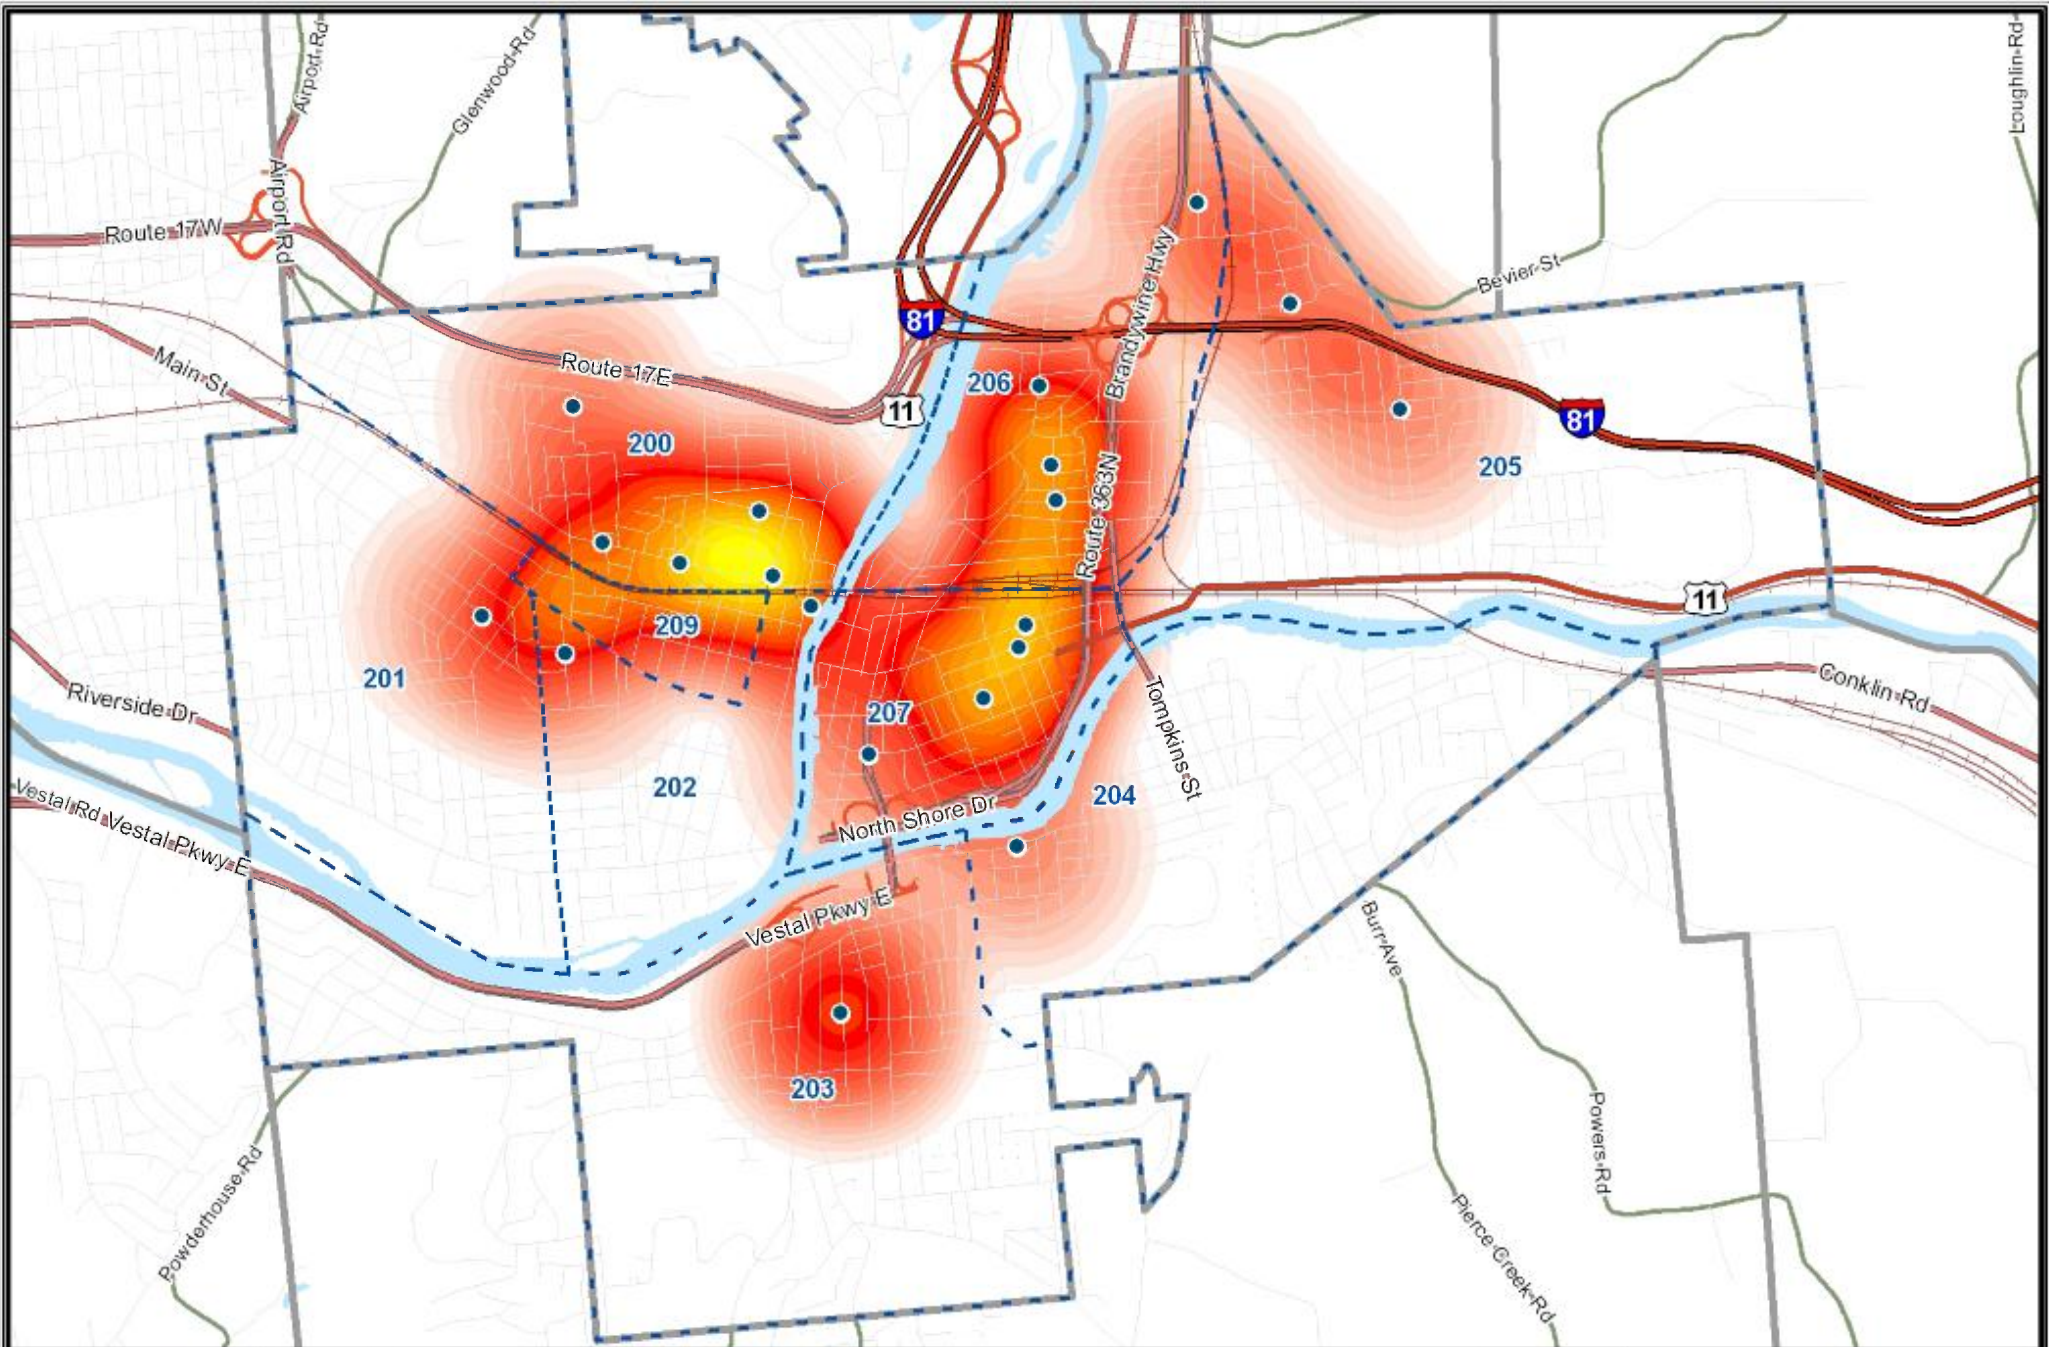 Airport-Rd
Glenwood-Rd
Loughlin-Rd
Airport Rd
Route 17W
Brandywine Hwy
Bevier-St
81
Main-St
Route 17E
206
11
81
200
205
Route 363N
11
209
201
Conklin-Rd
Riverside-Dr
207
Tompkins-St
202
204
Vestal-Rd
Vestal-Pkwy-E
North Shore Dr
Vestal Pkwy E
Burr-Ave
203
Powers-Rd
Powderhouse-Rd
Pierce-Creek-Rd